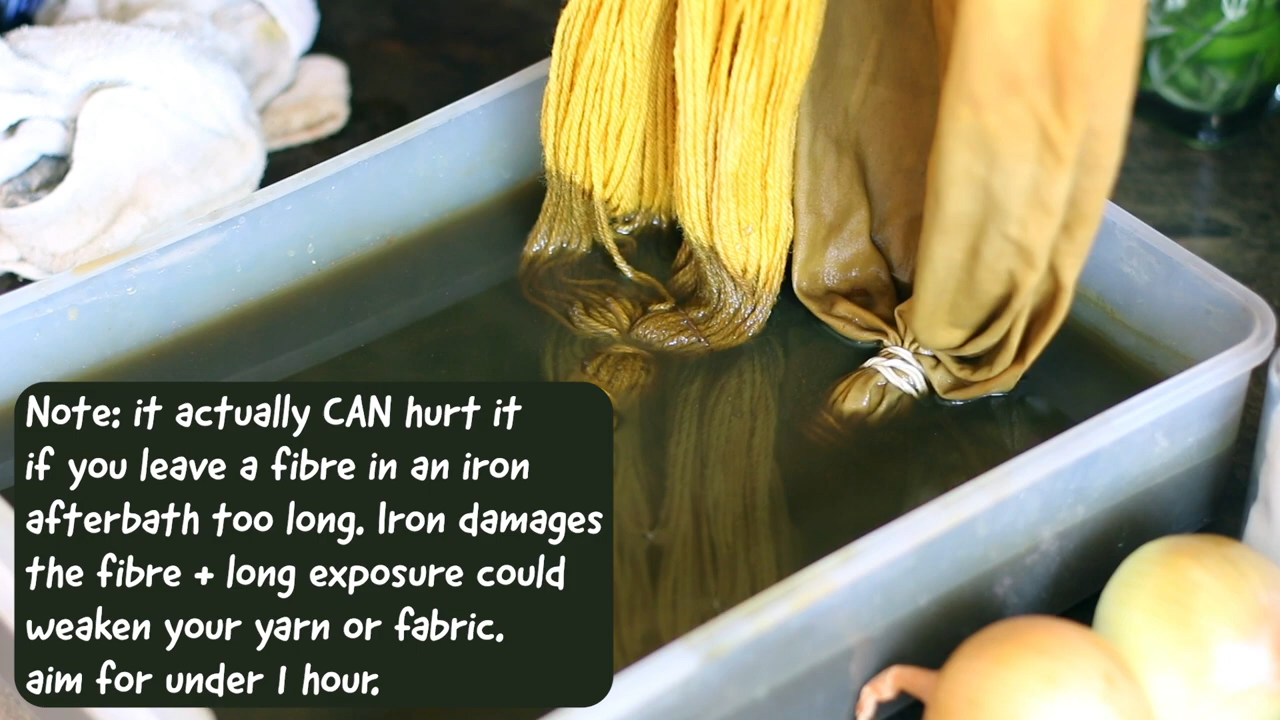 Note: it actually CAN hurt it
if you leave a fibre in an iron
afterbath too long. Iron damages
the fibre + long exposure could
weaken your yarn or fabric.
aim for under 1 hour.